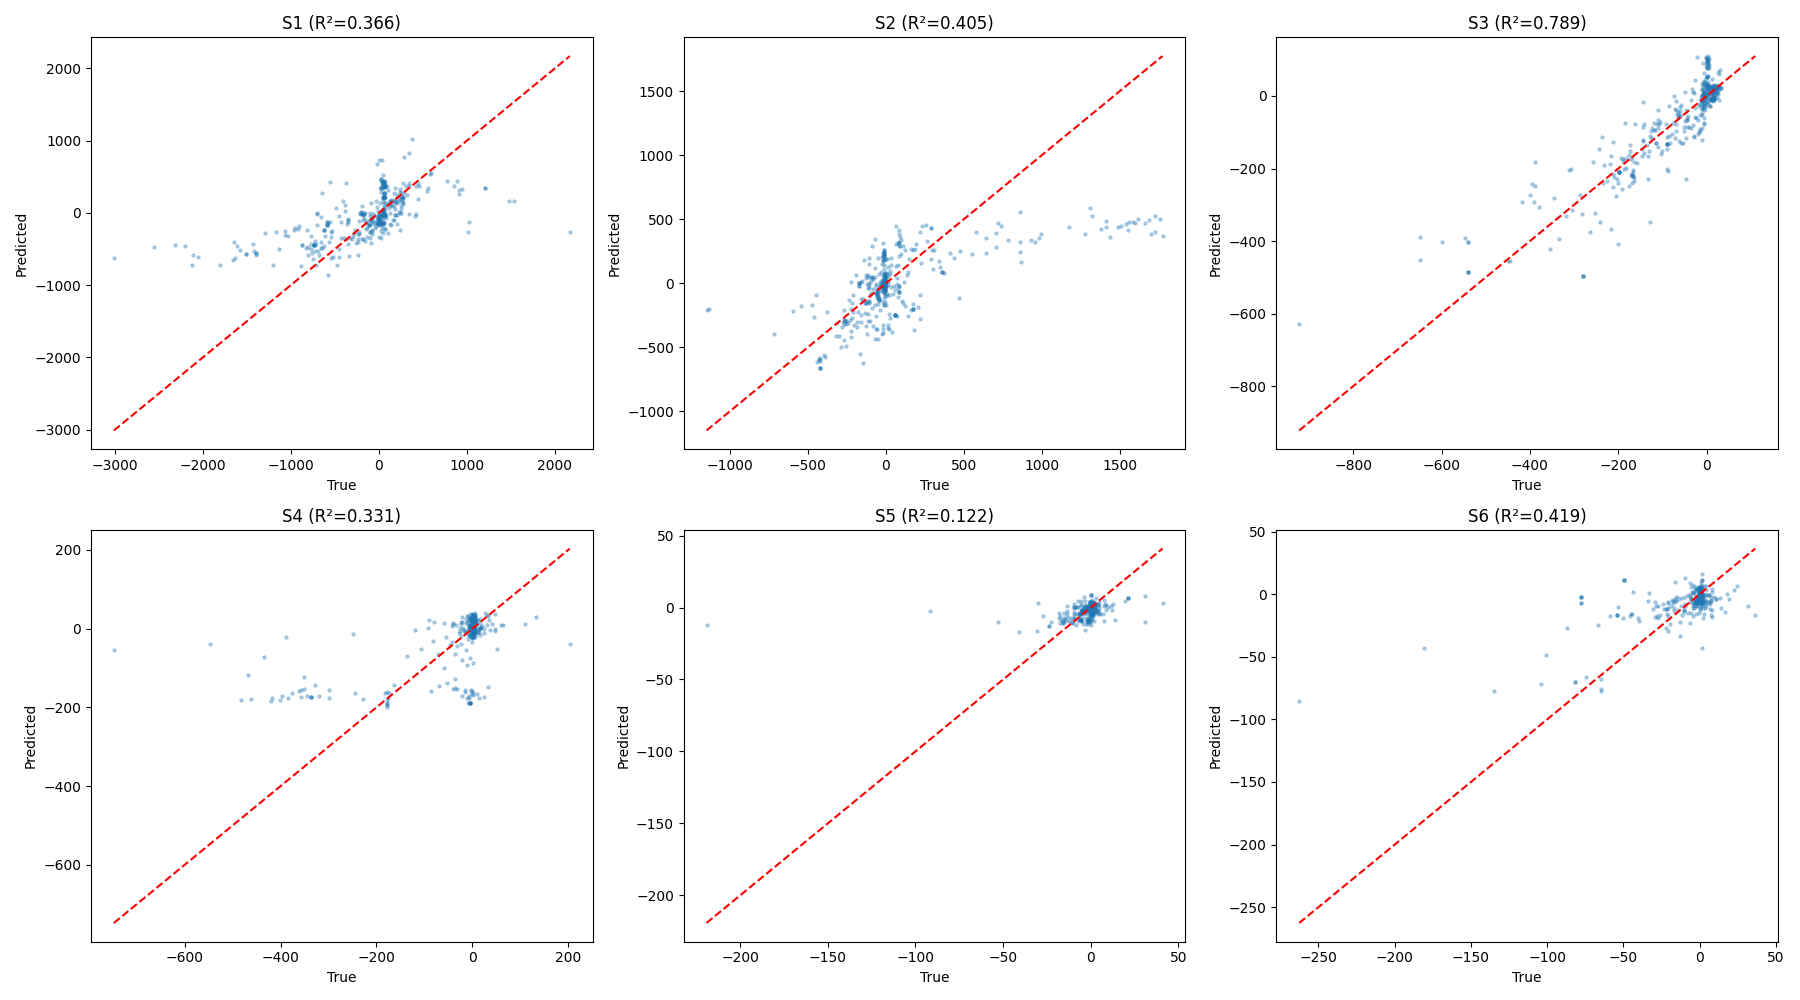 S1 (R²=0.366)
2000
1000
0
−1000
−2000
−3000
Predicted
−3000 −2000 −1000 0 1000 2000
True
S2 (R²=0.405)
1500
1000
500
0
−500
−1000
Predicted
−1000 −500 0 500 1000 1500
True
S3 (R²=0.789)
0
−200
−400
−600
−800
Predicted
−800 −600 −400 −200 0
True
S4 (R²=0.331)
200
0
−200
−400
−600
Predicted
−600 −400 −200 0 200
True
S5 (R²=0.122)
50
0
−50
−100
−150
−200
Predicted
−200 −150 −100 −50 0 50
True
S6 (R²=0.419)
50
0
−50
−100
−150
−200
−250
Predicted
−250 −200 −150 −100 −50 0 50
True